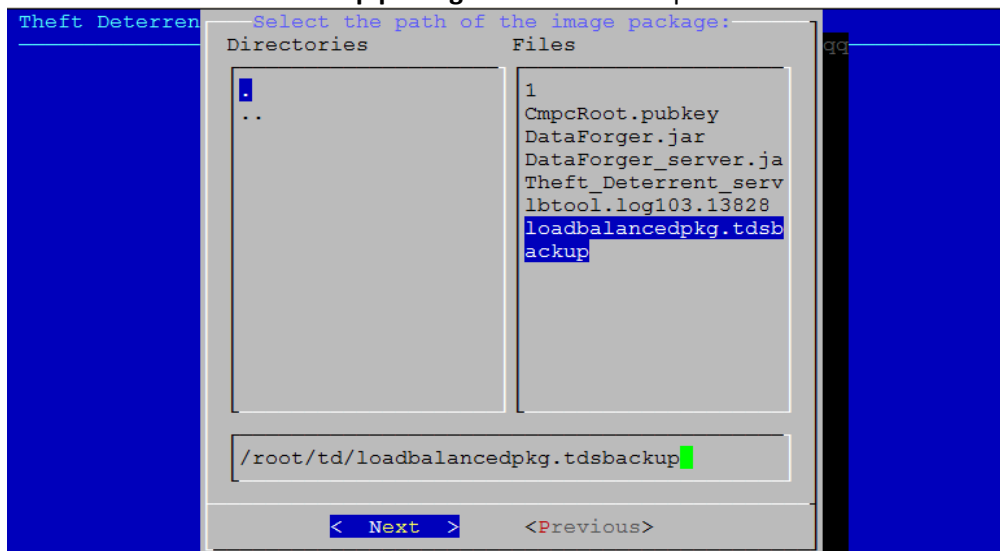 Theft Deterren
Select the path of the image package:
Directories
Files
qq
.
..
1
CmpcRoot.pubkey
DataForger.jar
DataForger_server.ja
Theft_Deterrent_serv
lbtool.log103.13828
loadbalancedpkg.tdsb
ackup
/root/td/loadbalancedpkg.tdsbackup
< Next >
<Previous>